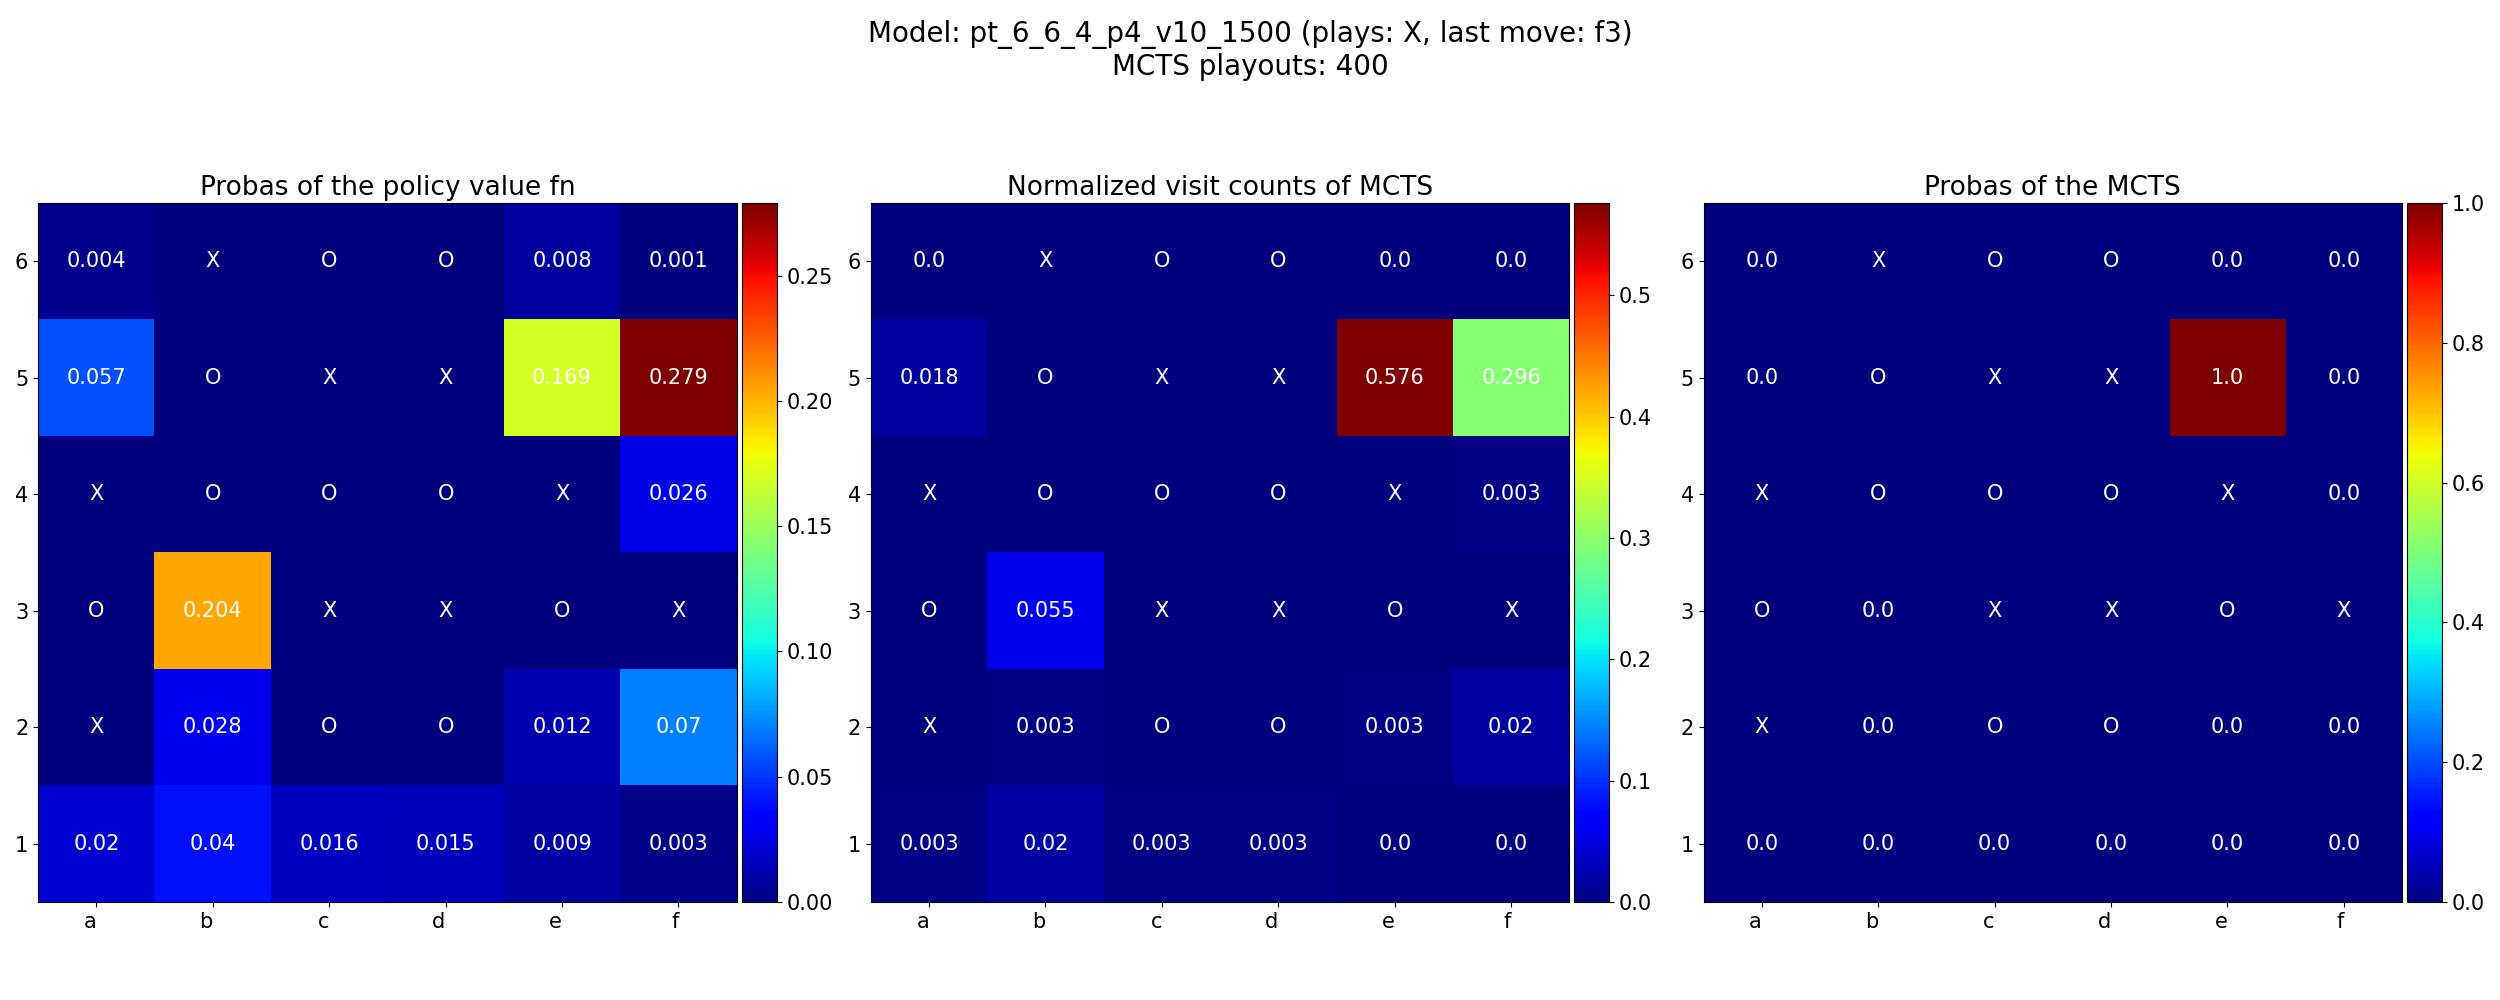 Model: pt_6_6_4_p4_v10_1500 (plays: X, last move: f3)
MCTS playouts: 400
Probas of the policy value fn
6 0.004 X O O 0.008 0.001
5 0.057 O X X 0.169 0.279
4 X O O O X 0.026
3 O 0.204 X X O X
2 X 0.028 O O 0.012 0.07
1 0.02 0.04 0.016 0.015 0.009 0.003
a b c d e f
0.25
0.20
0.15
0.10
0.05
0.00
Normalized visit counts of MCTS
6 0.0 X O O 0.0 0.0
5 0.018 O X X 0.576 0.296
4 X O O O X 0.003
3 O 0.055 X X O X
2 X 0.003 O O 0.003 0.02
1 0.003 0.02 0.003 0.003 0.0 0.0
a b c d e f
0.5
0.4
0.3
0.2
0.1
0.0
Probas of the MCTS
6 0.0 X O O 0.0 0.0
5 0.0 O X X 1.0 0.0
4 X O O O X 0.0
3 O 0.0 X X O X
2 X 0.0 O O 0.0 0.0
1 0.0 0.0 0.0 0.0 0.0 0.0
a b c d e f
1.0
0.8
0.6
0.4
0.2
0.0